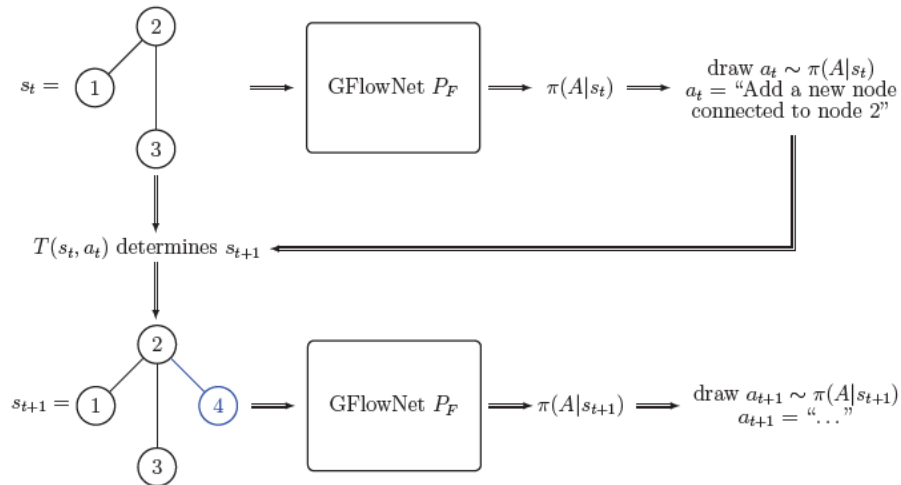 2
s_t =
1
3
GFlowNet P_F
π(A|s_t)
draw a_t ∼ π(A|s_t)
a_t = “Add a new node
connected to node 2”
T(s_t, a_t) determines s_{t+1}
2
s_{t+1} =
1
4
3
GFlowNet P_F
π(A|s_{t+1})
draw a_{t+1} ∼ π(A|s_{t+1})
a_{t+1} = “…”